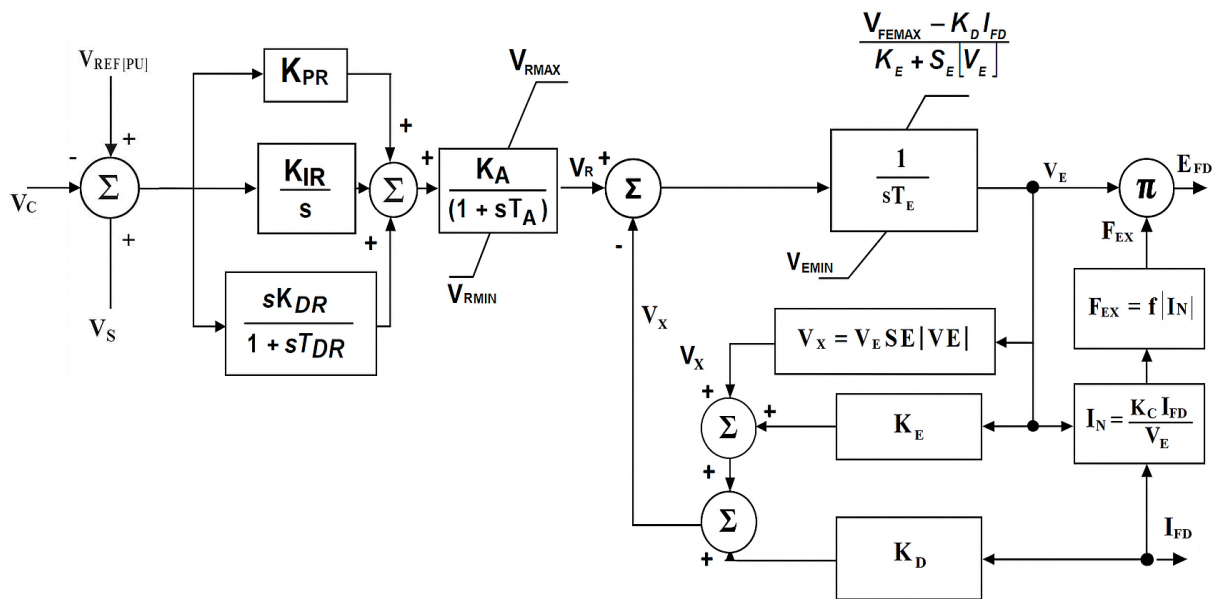 V_REF[PU]
+
-
Σ
V_C
+
V_S
K_PR
K_IR
s
sK_DR
1 + sT_DR
+
Σ
+
+
V_RMAX
K_A
(1 + sT_A)
V_RMIN
V_R
+
Σ
-
V_X
V_FEMAX − K_D I_FD
K_E + S_E[V_E]
1
sT_E
V_EMIN
V_E
π
E_FD
F_EX
F_EX = f |I_N|
I_N = K_C I_FD
V_E
I_FD
V_X = V_E SE|VE|
V_X
+
Σ
+
K_E
+
Σ
+
K_D